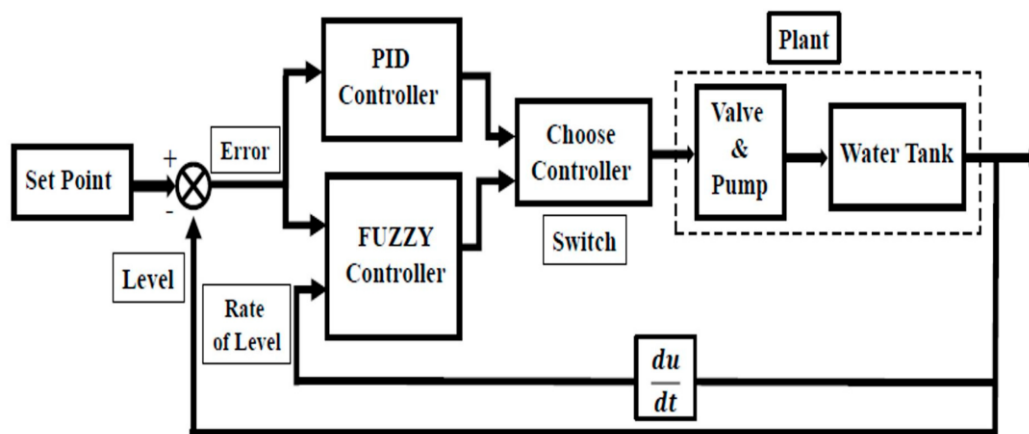 Plant
PID
Controller
Valve
&
Pump
Choose
Controller
Water Tank
Error
+
Set Point
-
FUZZY
Controller
Switch
Level
Rate
of Level
du
dt